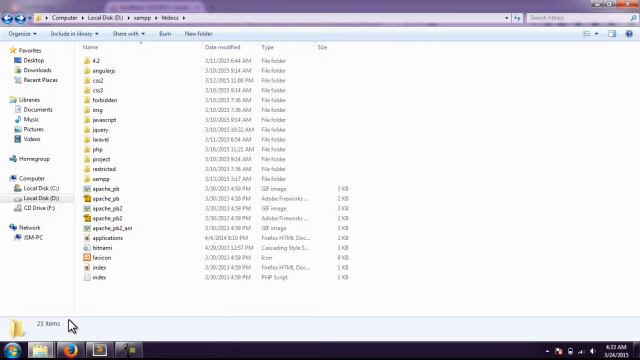 Computer ▸ Local Disk (D:) ▸ xampp ▸ htdocs
Search htdocs
Organize Include in library Share with Burn New folder
Name Date modified Type Size
Favorites
Desktop
Downloads
Recent Places
Libraries
Documents
Music
Pictures
Videos
Homegroup
Computer
Local Disk (C:)
Local Disk (D:)
CD Drive (F:)
Network
JSM-PC
4.2 3/11/2015 6:44 AM File folder
angularjs 3/10/2015 9:14 AM File folder
css2 3/12/2015 11:00 PM File folder
css3 3/10/2015 9:14 AM File folder
forbidden 3/10/2015 7:36 AM File folder
img 3/10/2015 7:36 AM File folder
javascript 3/10/2015 9:14 AM File folder
jquery 3/10/2015 10:32 AM File folder
laravel 3/11/2015 6:54 AM File folder
php 3/16/2015 11:21 AM File folder
project 3/10/2015 9:14 AM File folder
restricted 3/10/2015 7:36 AM File folder
xampp 3/13/2015 3:17 AM File folder
apache_pb 3/30/2013 4:59 PM GIF image 3 KB
apache_pb 3/30/2013 4:59 PM Adobe Fireworks ... 2 KB
apache_pb2 3/30/2013 4:59 PM GIF image 3 KB
apache_pb2 3/30/2013 4:59 PM Adobe Fireworks ... 2 KB
apache_pb2_ani 3/30/2013 4:59 PM GIF image 3 KB
applications 4/4/2014 8:10 PM Firefox HTML Doc... 3 KB
bitnami 4/29/2013 12:57 PM Cascading Style S... 3 KB
favicon 3/30/2013 4:59 PM Icon 8 KB
index 3/30/2013 4:59 PM Firefox HTML Doc... 1 KB
index 3/30/2013 4:59 PM PHP Script 1 KB
23 items
4:33 AM
3/24/2015